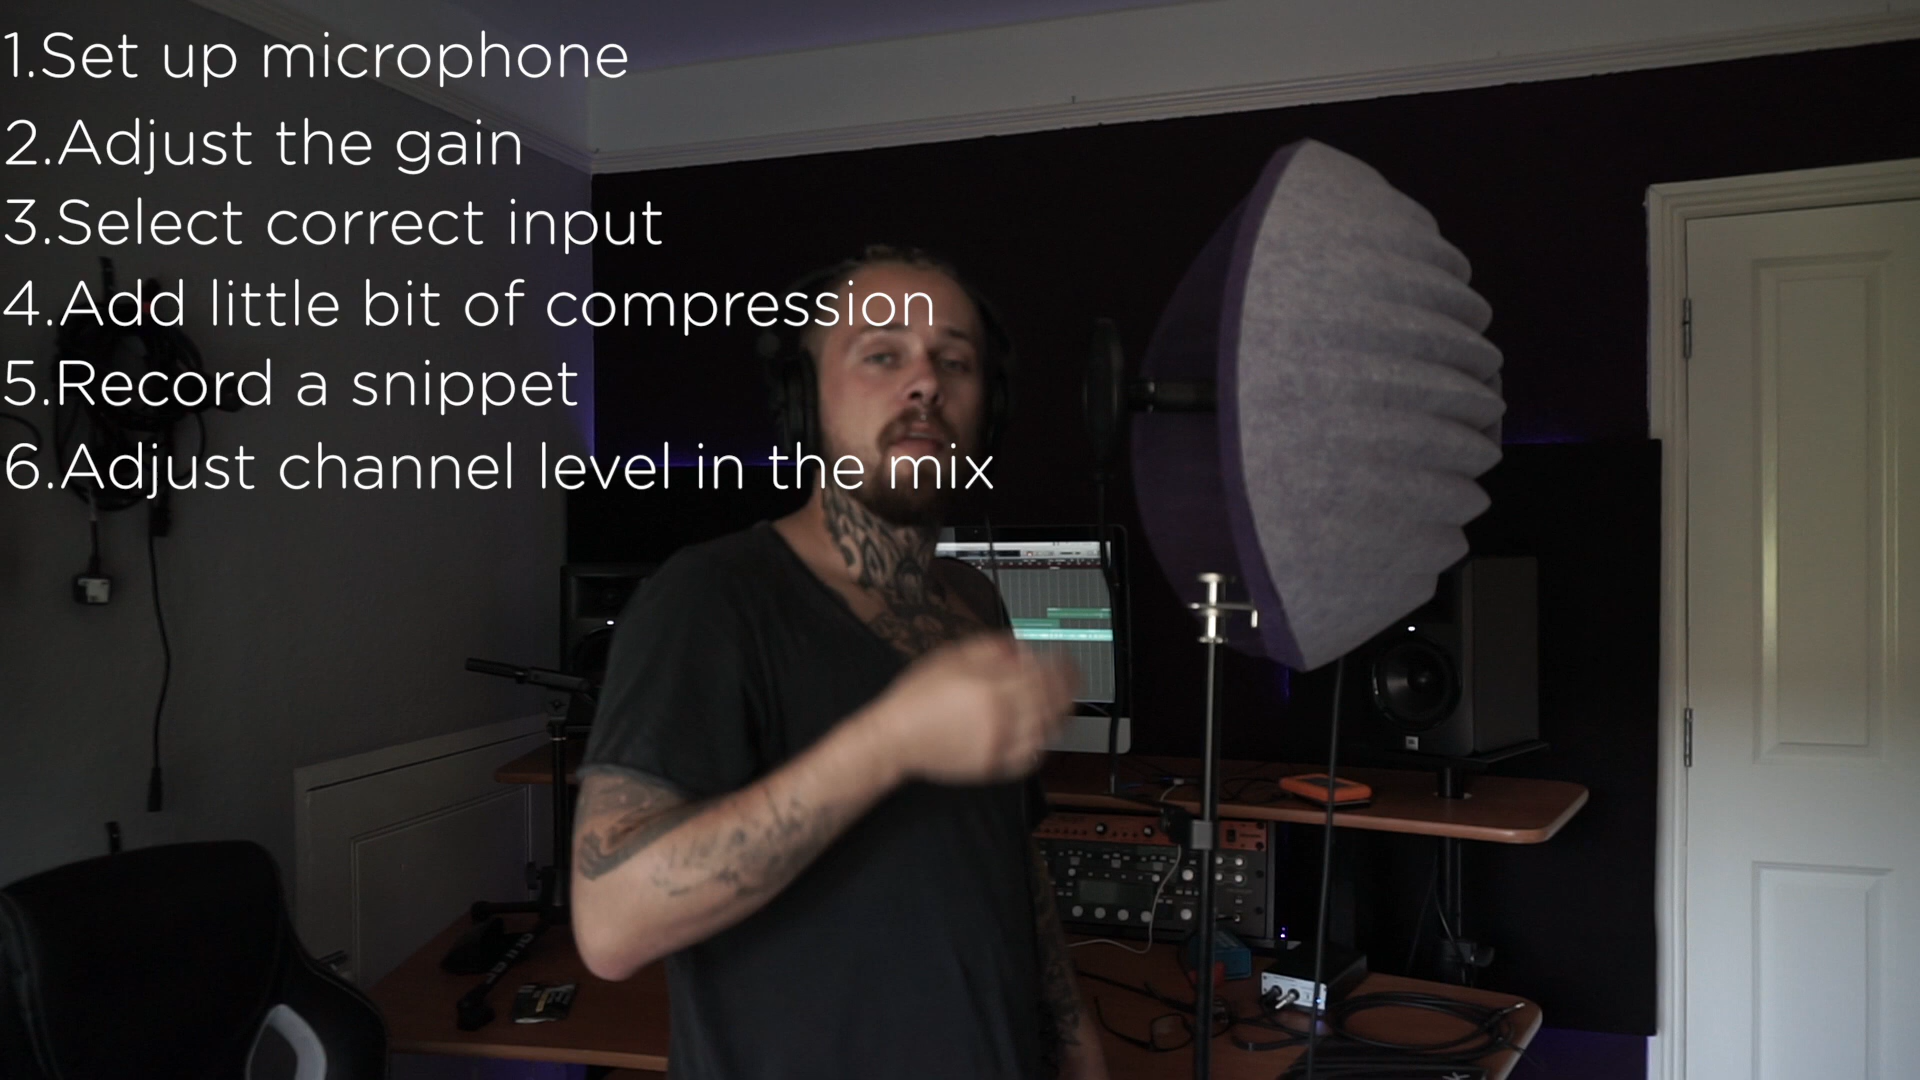 1.Set up microphone
2.Adjust the gain
3.Select correct input
4.Add little bit of compression
5.Record a snippet
6.Adjust channel level in the mix